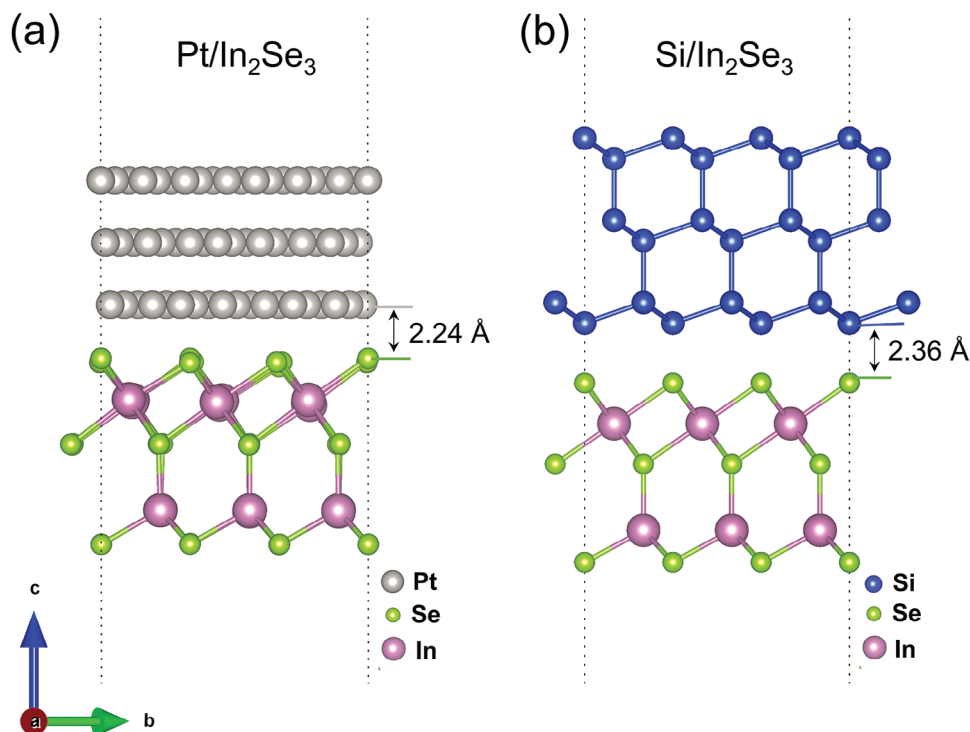 (a)
Pt/In₂Se₃
2.24 Å
Pt
Se
In
c
a
b
(b)
Si/In₂Se₃
2.36 Å
Si
Se
In